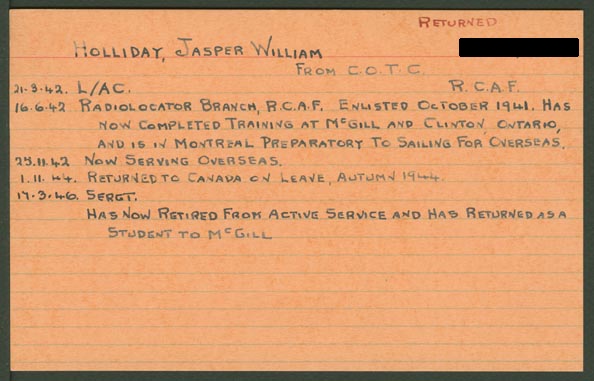 RETURNED
HOLLIDAY, JASPER WILLIAM
FROM C.O.T.C.
21-3-42. L/AC. R.C.A.F.
16.6.42 RADIOLOCATOR BRANCH, R.C.A.F. ENLISTED OCTOBER 1941. HAS
NOW COMPLETED TRAINING AT McGILL AND CLINTON, ONTARIO,
AND IS IN MONTREAL PREPARATORY TO SAILING FOR OVERSEAS.
23.11.42 NOW SERVING OVERSEAS.
1.11.44. RETURNED TO CANADA ON LEAVE, AUTUMN 1944.
17.3.46. SERGT.
HAS NOW RETIRED FROM ACTIVE SERVICE AND HAS RETURNED AS A
STUDENT TO McGILL